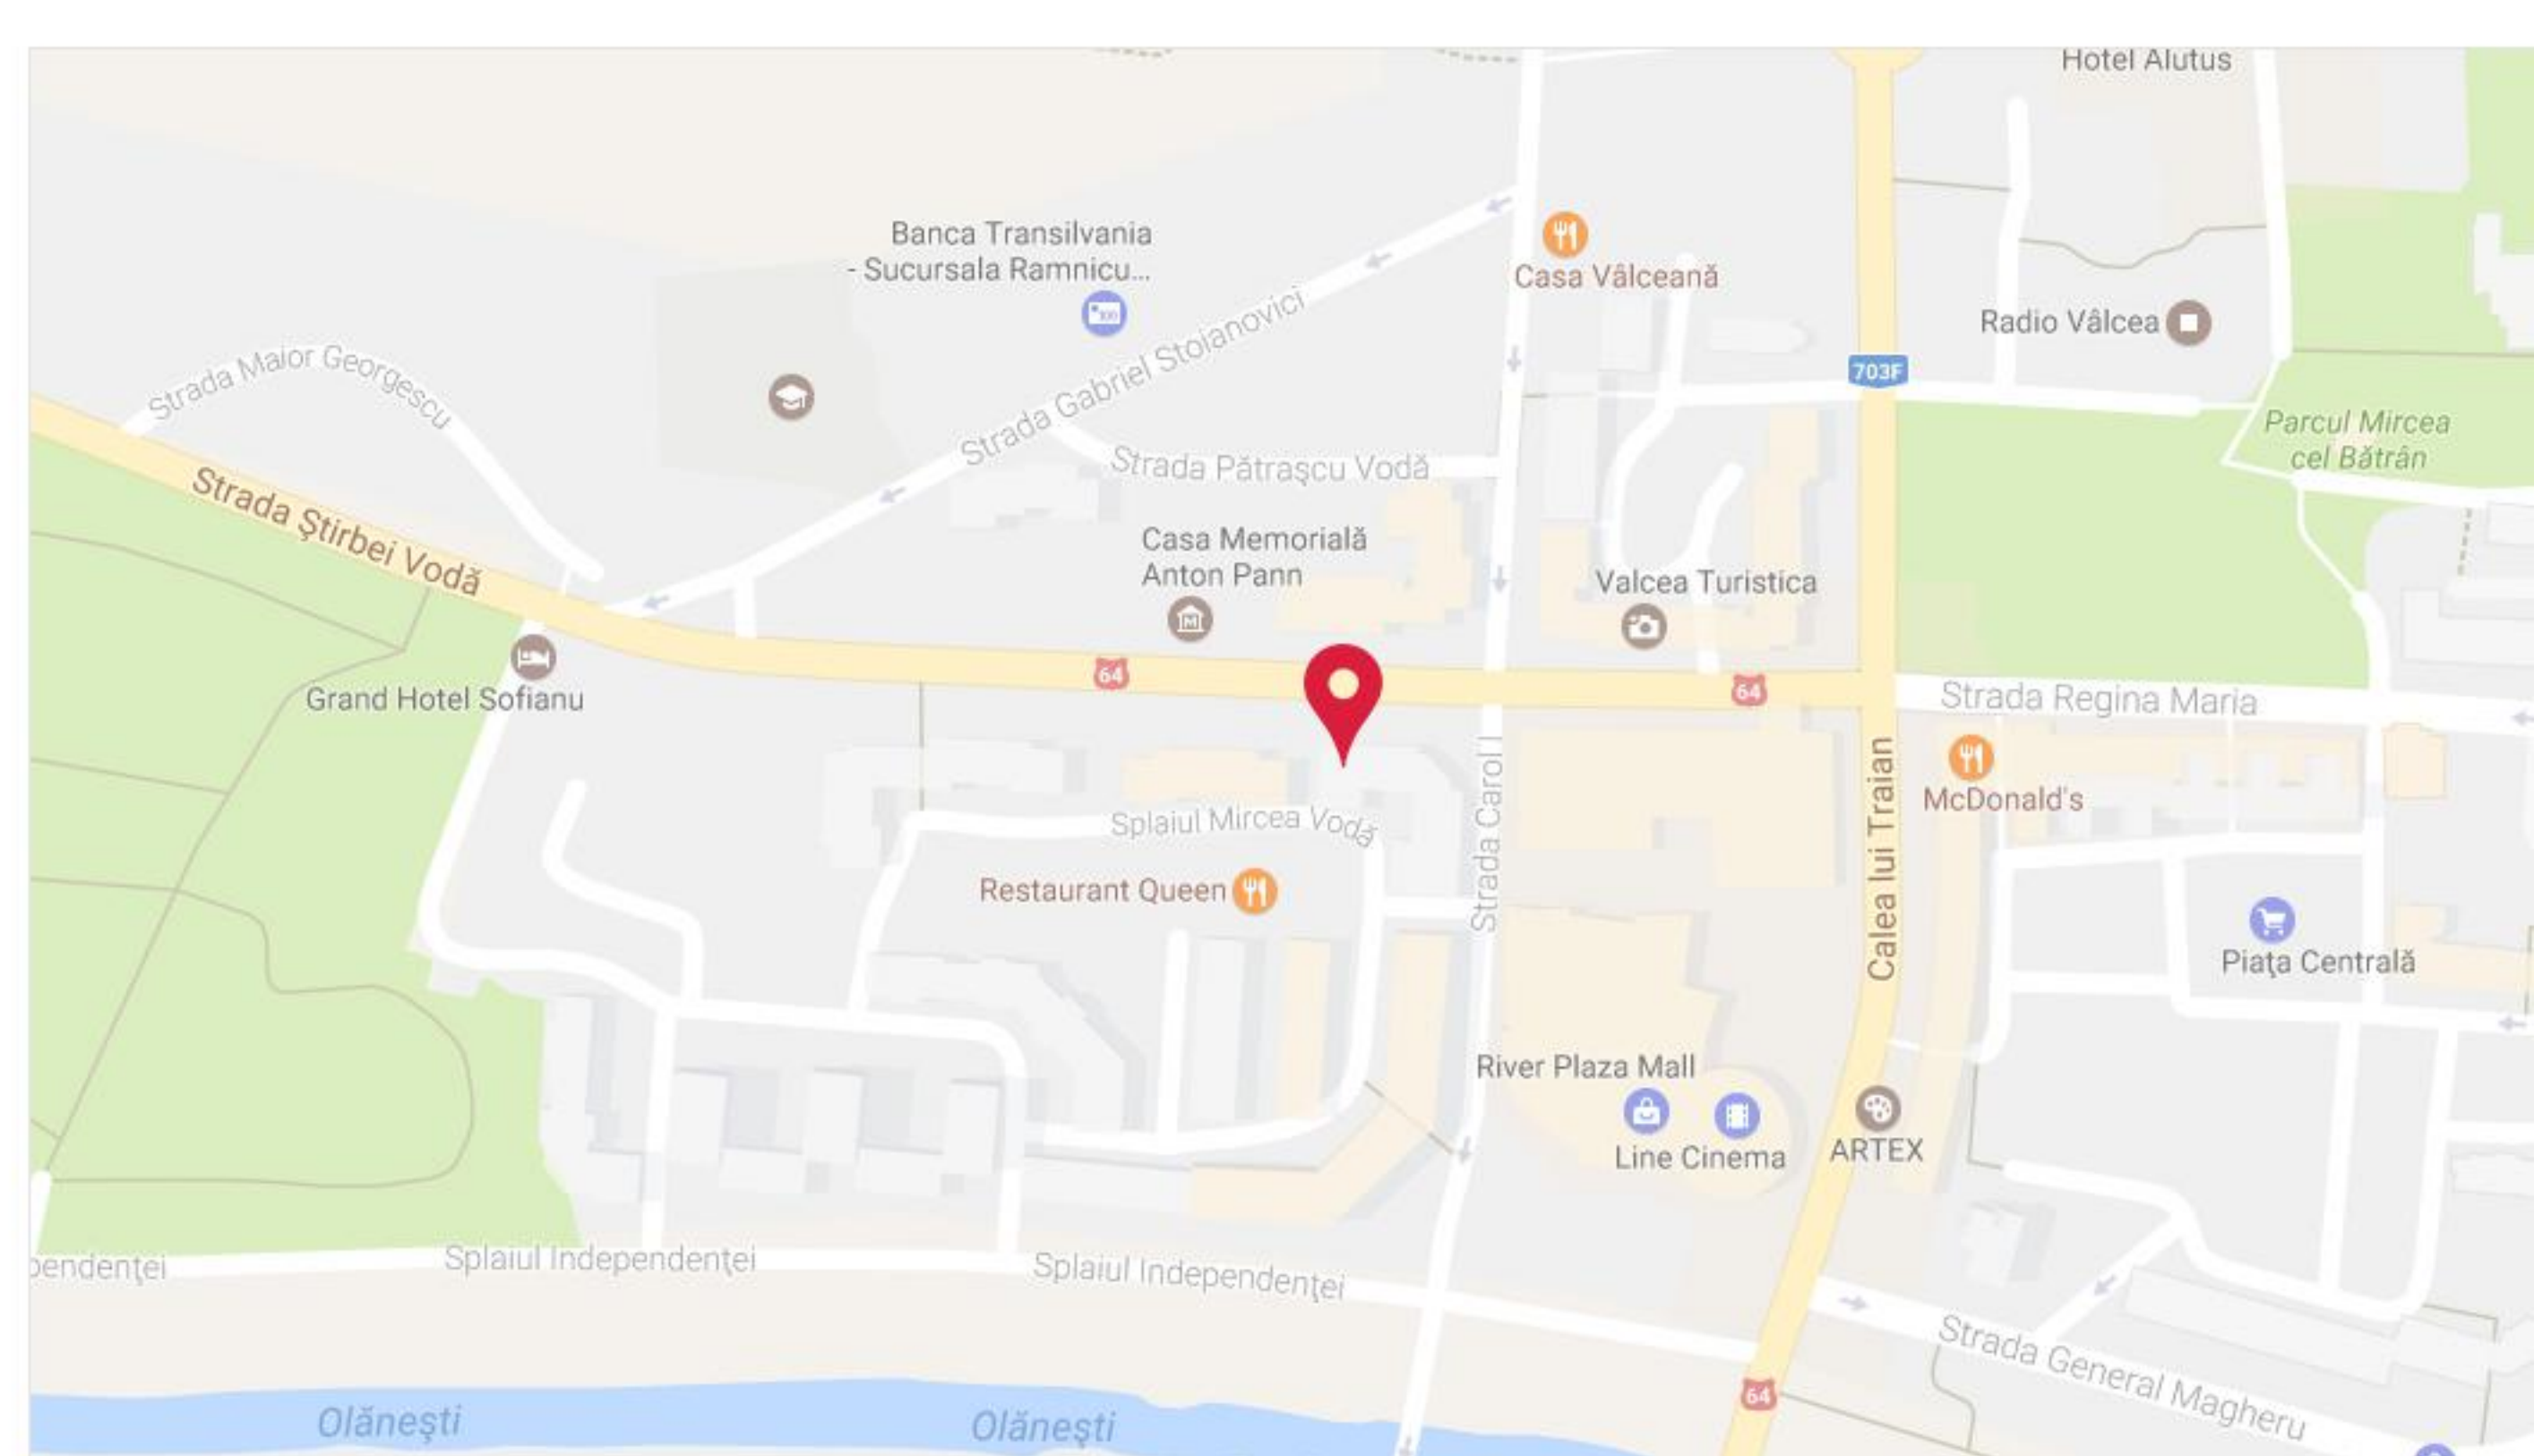 Hotel Alutus
Banca Transilvania
- Sucursala Ramnicu...
Casa Vâlceană
Radio Vâlcea
Strada Maior Georgescu
Strada Gabriel Stoianovici
703F
Parcul Mircea
cel Bătrân
Strada Pătraşcu Vodă
Strada Ştirbei Vodă
Casa Memorială
Anton Pann
Valcea Turistica
64
64
Grand Hotel Sofianu
Strada Regina Maria
Strada Carol I
Calea lui Traian
McDonald's
Splaiul Mircea Vodă
Restaurant Queen
Piaţa Centrală
River Plaza Mall
Line Cinema
ARTEX
pendenţei
Splaiul Independenţei
Splaiul Independenţei
Strada General Magheru
64
Olăneşti
Olăneşti